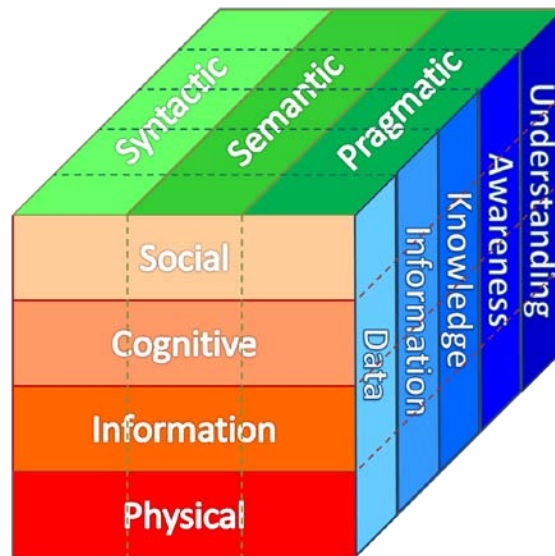 Syntactic
Semantic
Pragmatic
Social
Cognitive
Information
Physical
Data
Information
Knowledge
Awareness
Understanding